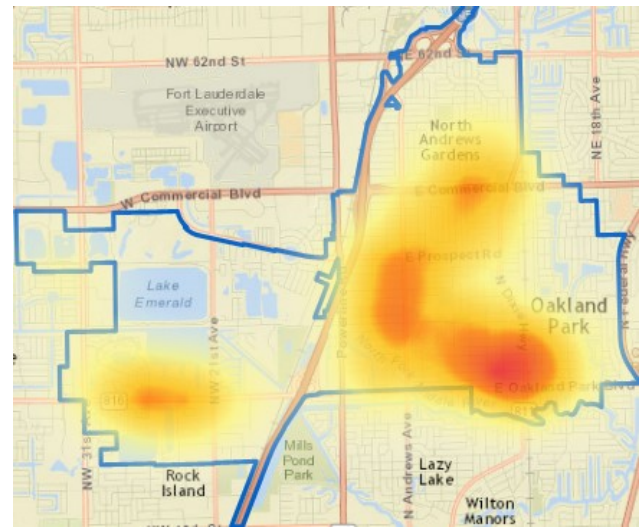 NW 62nd St
NE 62nd St
Fort Lauderdale
Executive
Airport
North
Andrews
Gardens
NE 18th Ave
W Commercial Blvd
E Commercial Blvd
E Prospect Rd
Lake
Emerald
N Dixie Hwy
Oakland
Park
N Federal Hwy
NW 21st Ave
816
E Oakland Park Blvd
NW 31st Ave
Mills
Pond
Park
N Andrews Ave
Rock
Island
Lazy
Lake
Wilton
Manors